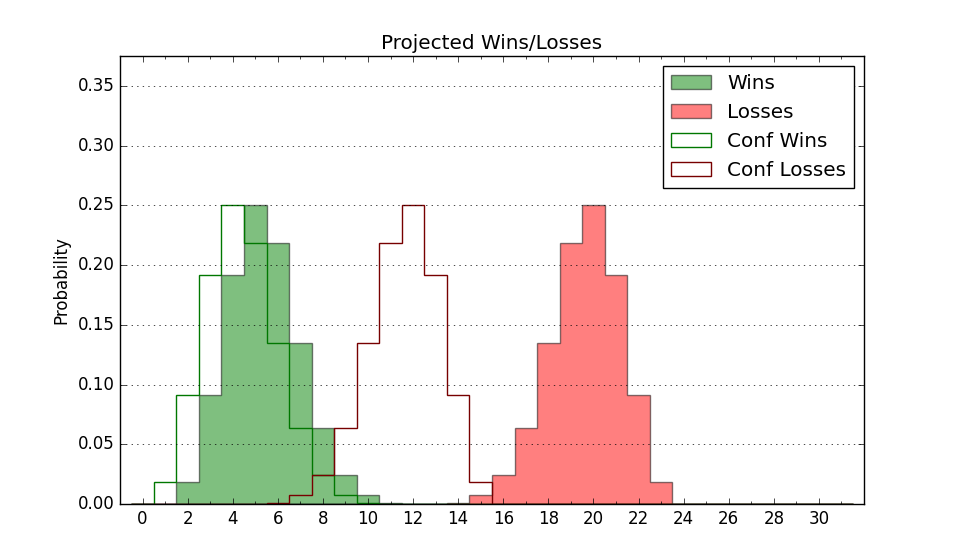 Projected Wins/Losses
Wins
Losses
Conf Wins
Conf Losses
Probability
0.35
0.30
0.25
0.20
0.15
0.10
0.05
0.00
0 2 4 6 8 10 12 14 16 18 20 22 24 26 28 30